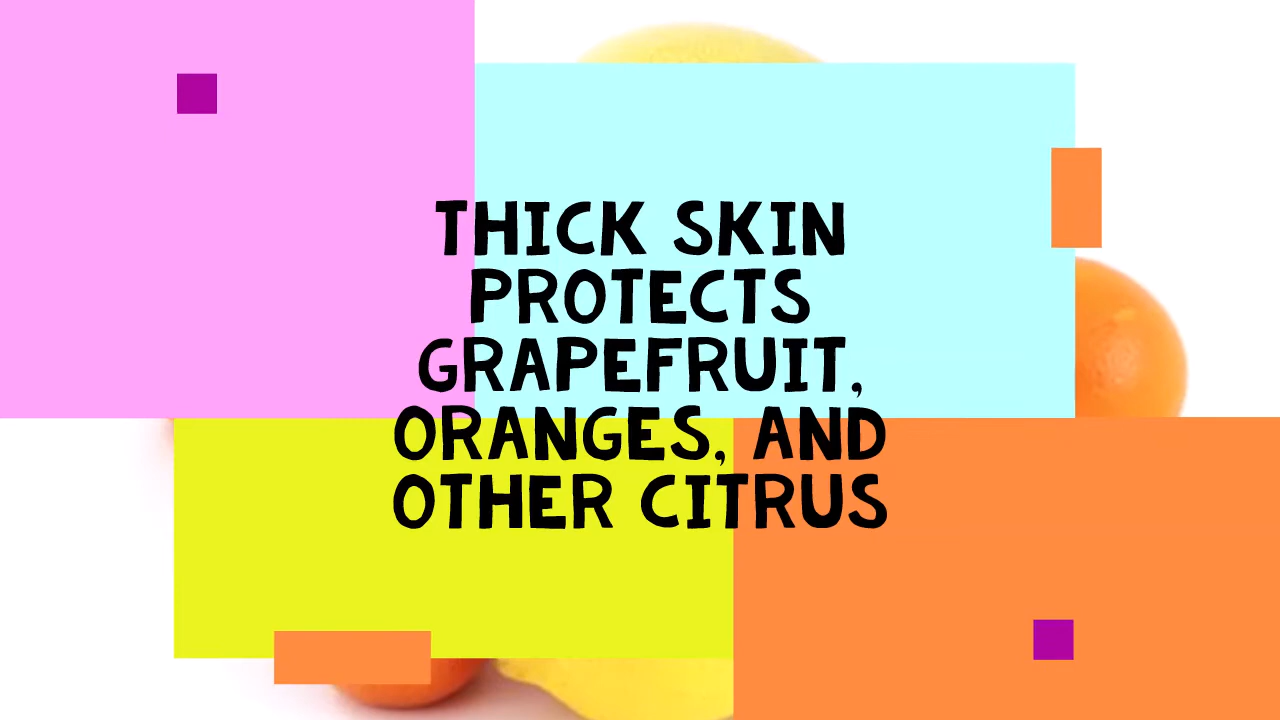 THICK SKIN
PROTECTS
GRAPEFRUIT,
ORANGES, AND
OTHER CITRUS